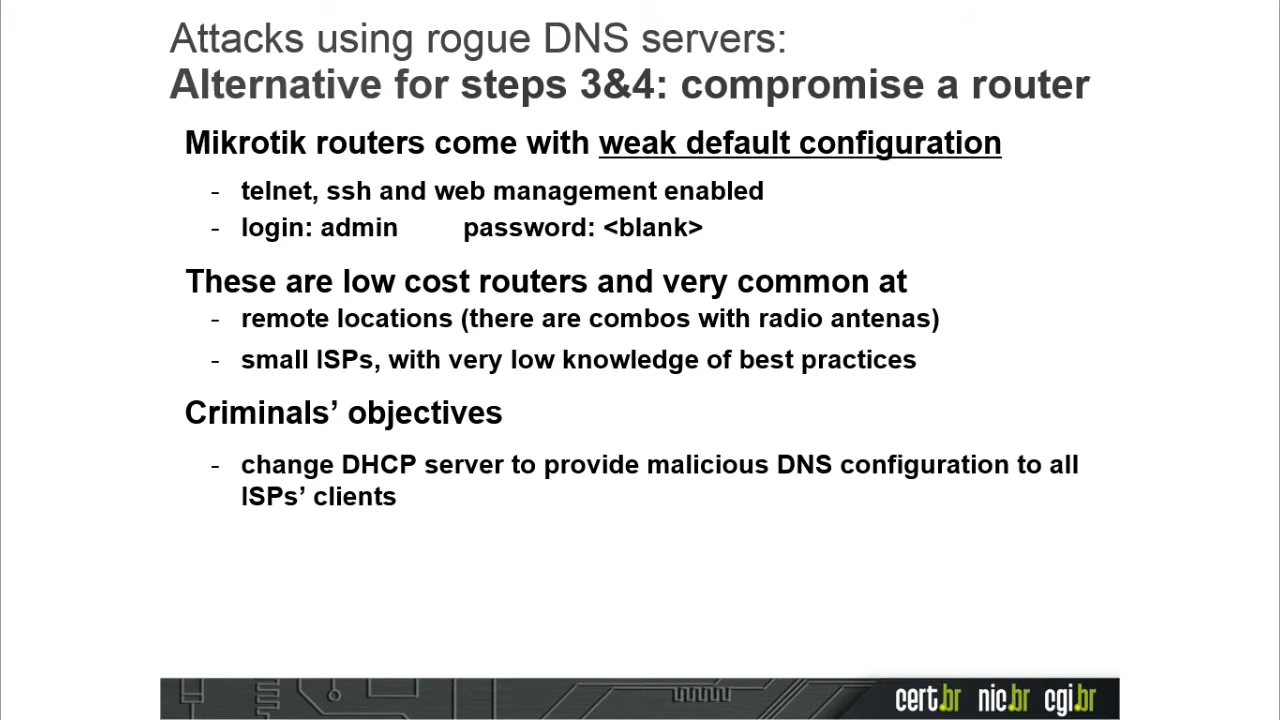 Attacks using rogue DNS servers:
Alternative for steps 3&4: compromise a router
Mikrotik routers come with weak default configuration
- telnet, ssh and web management enabled
- login: admin password: <blank>
These are low cost routers and very common at
- remote locations (there are combos with radio antenas)
- small ISPs, with very low knowledge of best practices
Criminals’ objectives
- change DHCP server to provide malicious DNS configuration to all
ISPs’ clients
cert.br nic.br cgi.br